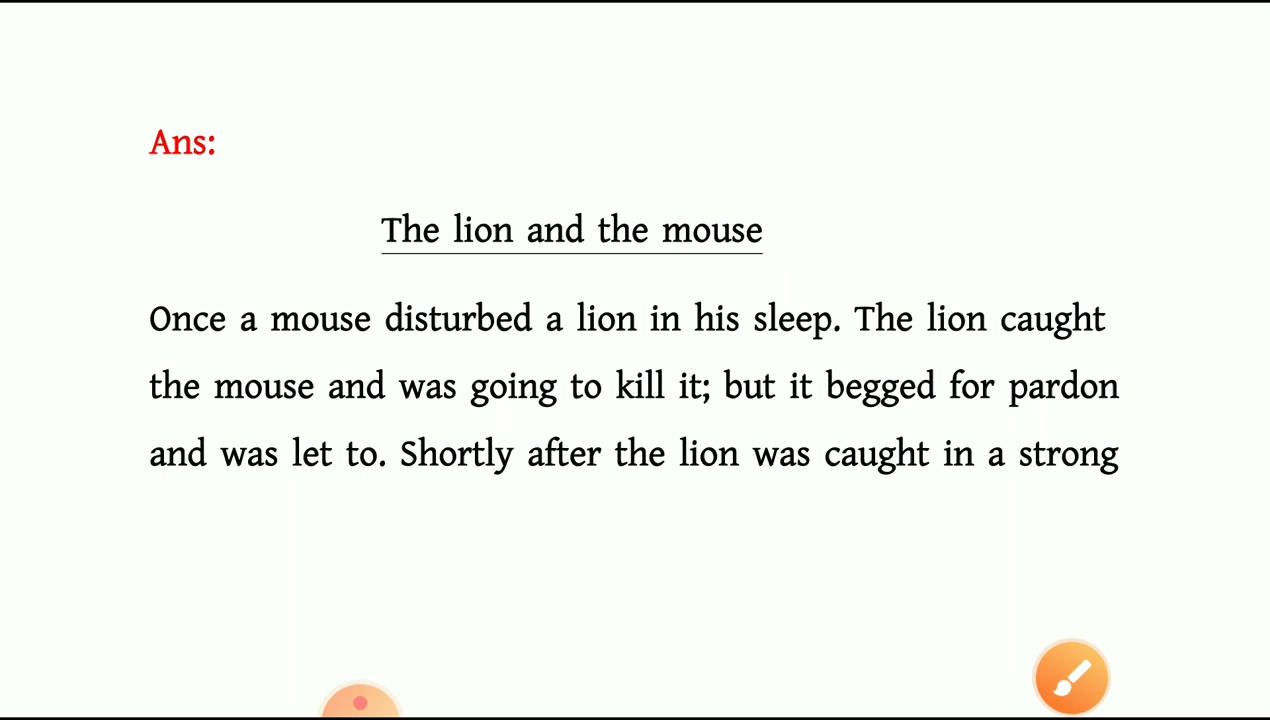 Ans:
The lion and the mouse
Once a mouse disturbed a lion in his sleep. The lion caught
the mouse and was going to kill it; but it begged for pardon
and was let to. Shortly after the lion was caught in a strong